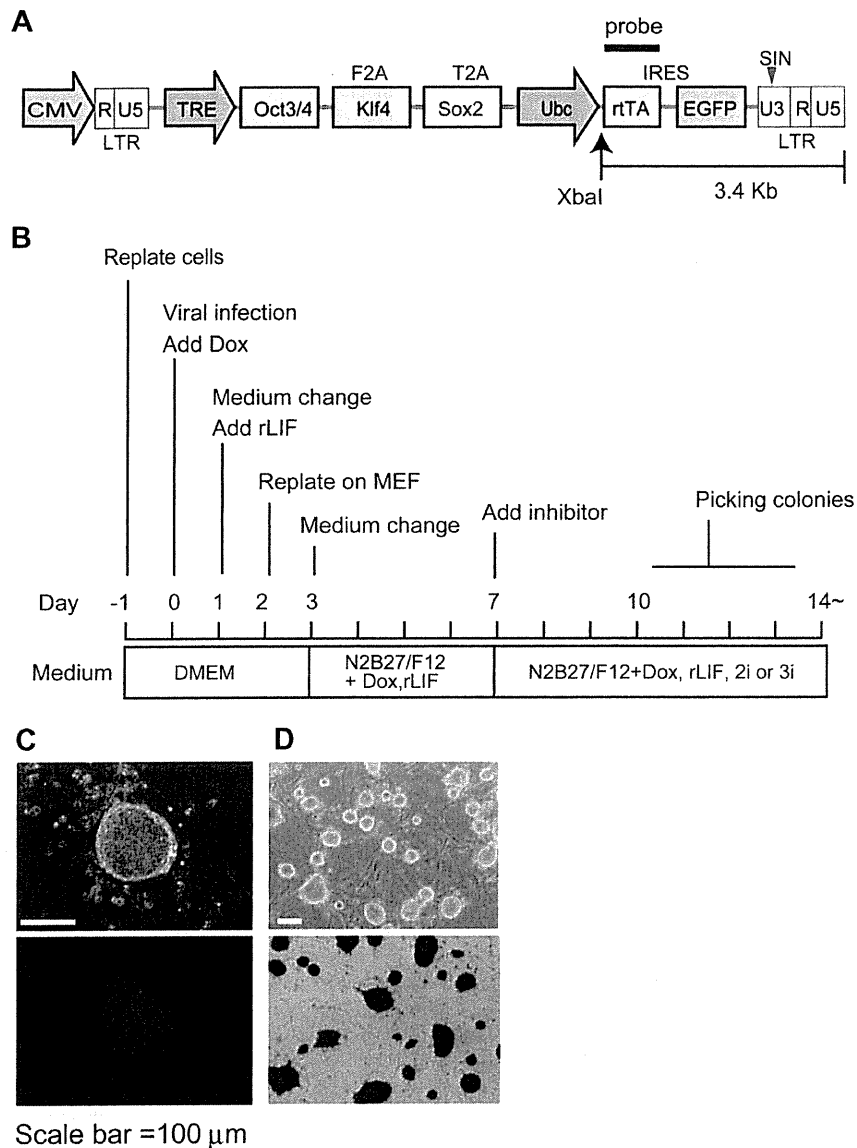 A
probe
F2A T2A IRES SIN
CMV R U5 TRE Oct3/4 Klf4 Sox2 Ubc rtTA EGFP U3 R U5
LTR LTR
XbaI 3.4 Kb
B
Replate cells
Viral infection
Add Dox
Medium change
Add rLIF
Replate on MEF
Medium change
Add inhibitor
Picking colonies
Day -1 0 1 2 3 7 10 14~
Medium DMEM
N2B27/F12
+ Dox,rLIF
N2B27/F12+Dox, rLIF, 2i or 3i
C D
Scale bar =100 μm